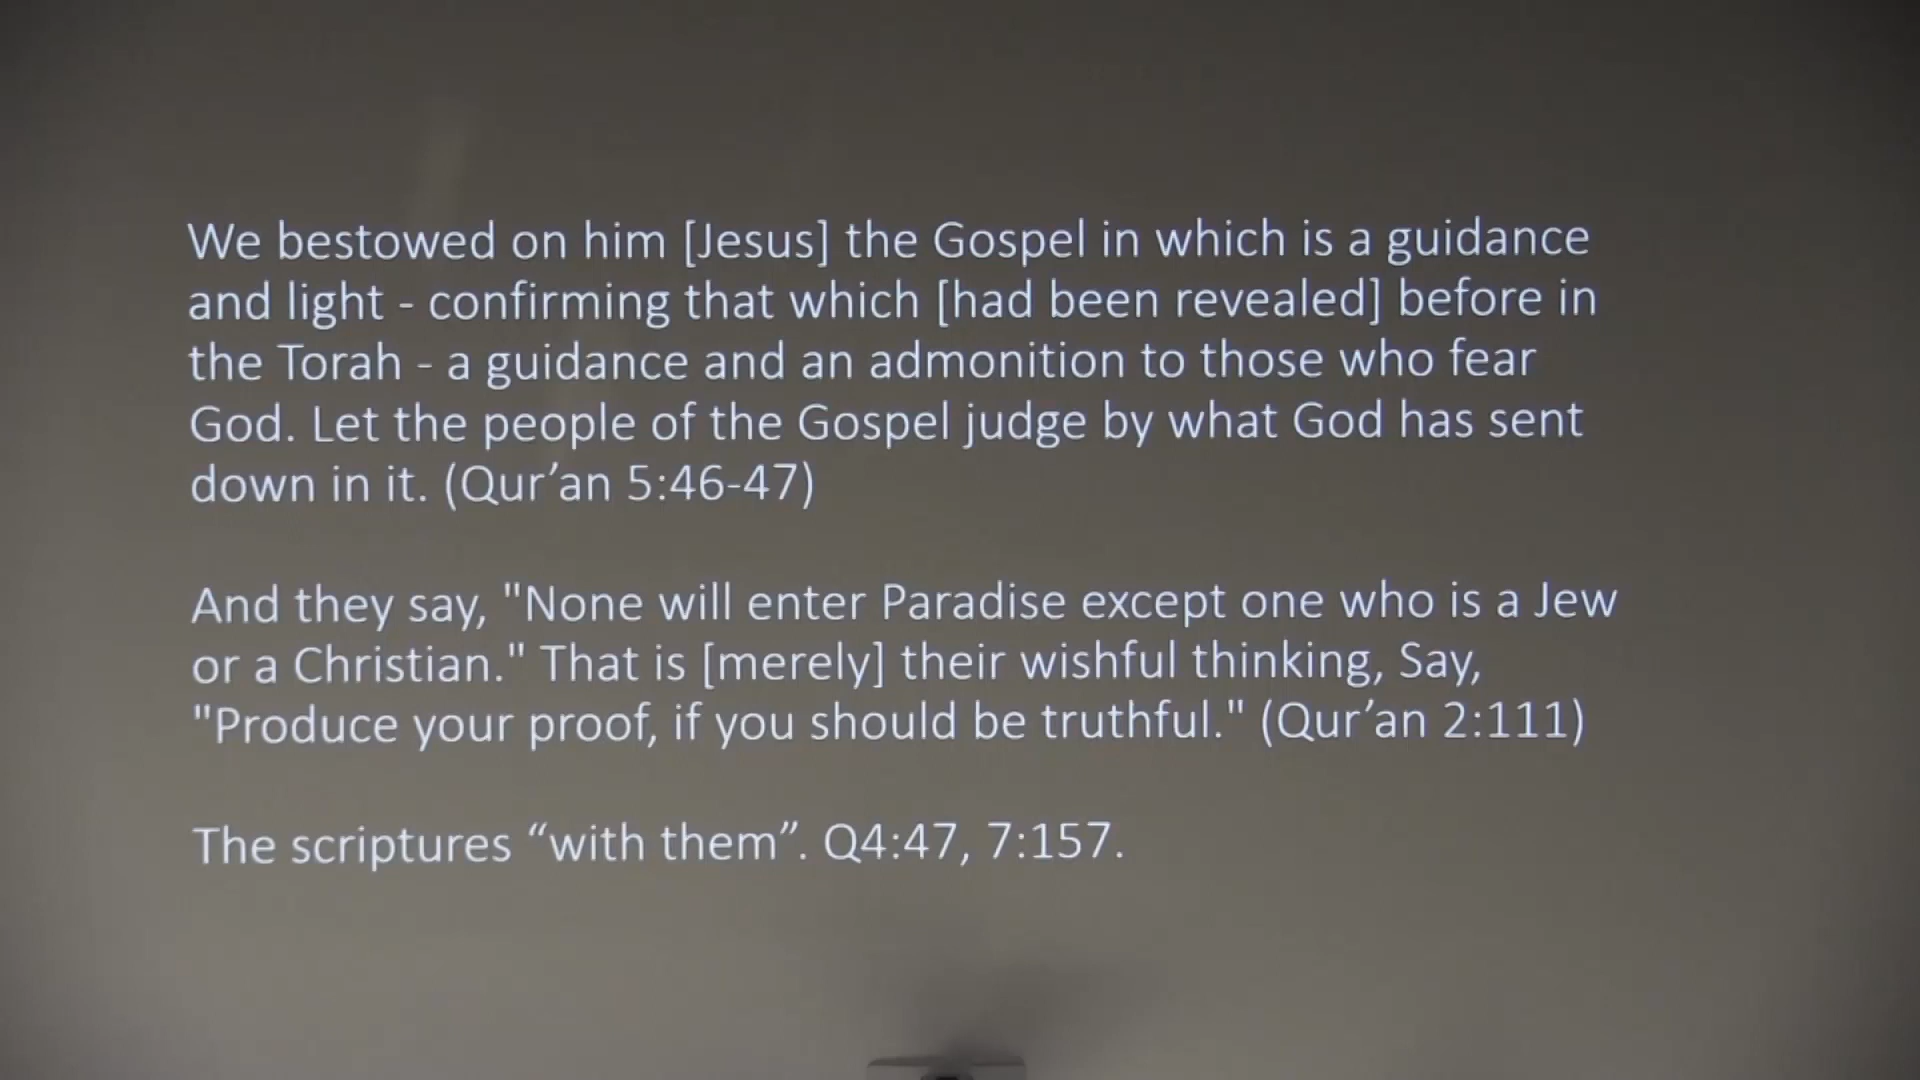 We bestowed on him [Jesus] the Gospel in which is a guidance
and light - confirming that which [had been revealed] before in
the Torah - a guidance and an admonition to those who fear
God. Let the people of the Gospel judge by what God has sent
down in it. (Qur’an 5:46-47)
And they say, "None will enter Paradise except one who is a Jew
or a Christian." That is [merely] their wishful thinking, Say,
"Produce your proof, if you should be truthful." (Qur’an 2:111)
The scriptures “with them”. Q4:47, 7:157.